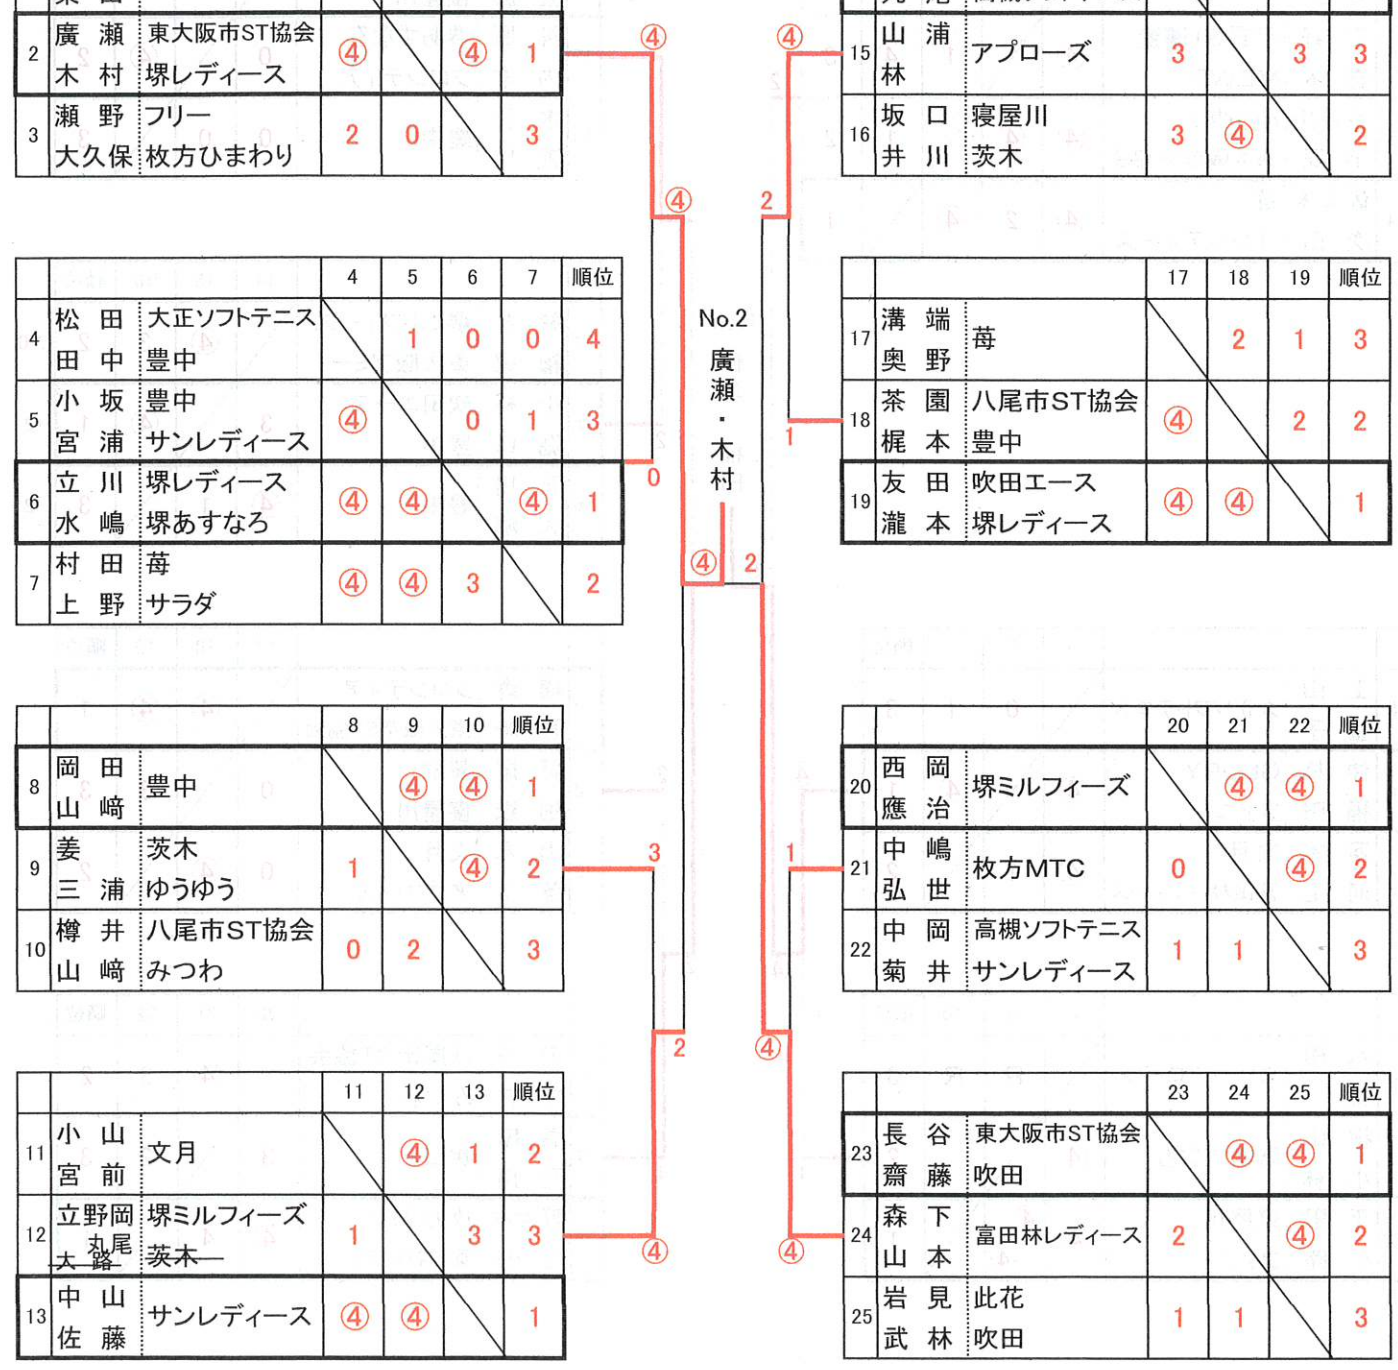 2 廣瀬 東大阪市ST協会 ④ ④ 1
木村 堺レディース
3 瀬野 フリー 2 0 3
大久保 枚方ひまわり
4 5 6 7 順位
4 松田 大正ソフトテニス 1 0 0 4
田中 豊中
5 小坂 豊中 ④ 0 1 3
宮浦 サンレディース
6 立川 堺レディース ④ ④ ④ 1
水嶋 堺あすなろ
7 村田 苺 ④ ④ 3 2
上野 サラダ
8 9 10 順位
8 岡田 豊中 ④ ④ 1
山﨑
9 姜 茨木 1 ④ 2
三浦 ゆうゆう
10 樽井 八尾市ST協会 0 2 3
山﨑 みつわ
11 12 13 順位
11 小山 文月 ④ 1 2
宮前
12 立野岡 堺ミルフィーズ 1 3 3
丸尾
大路 茨木
13 中山 サンレディース ④ ④ 1
佐藤
④ ④
④ 2
No.2
廣瀬・木村
0 1
④ 2
3 1
2 ④
④ ④
15 山浦 アプローズ 3 3 3
林
16 坂口 寝屋川 3 ④ 2
井川 茨木
17 18 19 順位
17 溝端 苺 2 1 3
奥野
18 茶園 八尾市ST協会 ④ 2 2
梶本 豊中
19 友田 吹田エース ④ ④ 1
瀧本 堺レディース
20 21 22 順位
20 西岡 堺ミルフィーズ ④ ④ 1
應治
21 中嶋 枚方MTC 0 ④ 2
弘世
22 中岡 高槻ソフトテニス 1 1 3
菊井 サンレディース
23 24 25 順位
23 長谷 東大阪市ST協会 ④ ④ 1
齋藤 吹田
24 森下 富田林レディース 2 ④ 2
山本
25 岩見 此花 1 1 3
武林 吹田